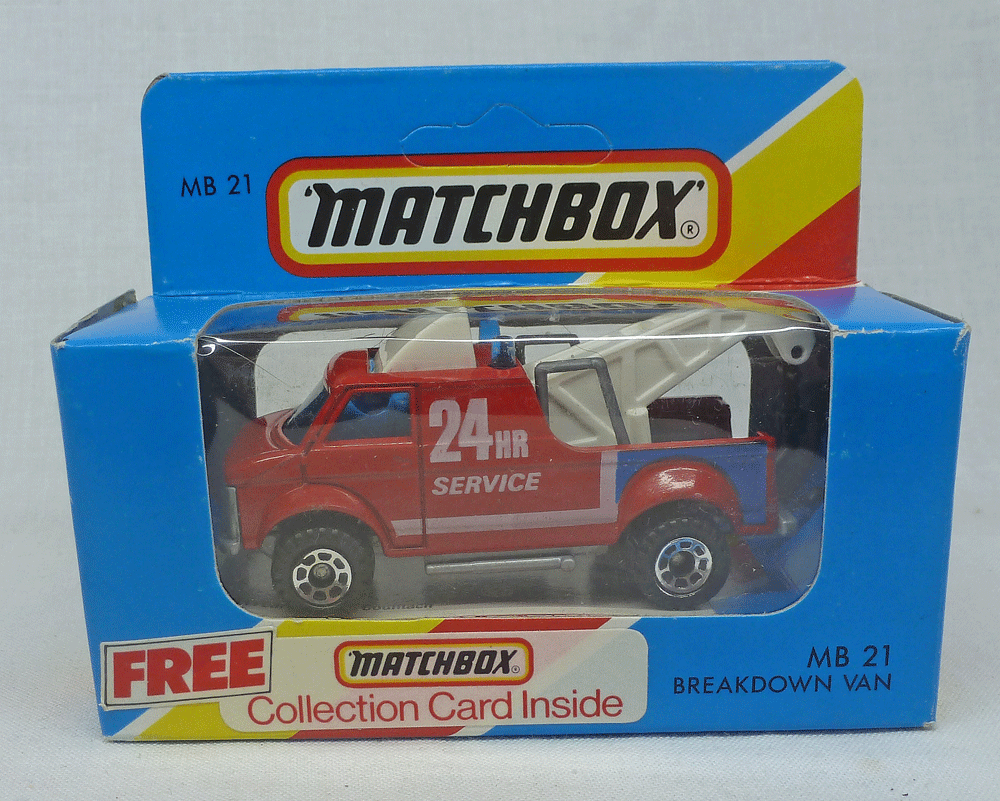 MB 21
'MATCHBOX' ®
24HR
SERVICE
FREE
MATCHBOX®
Collection Card Inside
MB 21
BREAKDOWN VAN